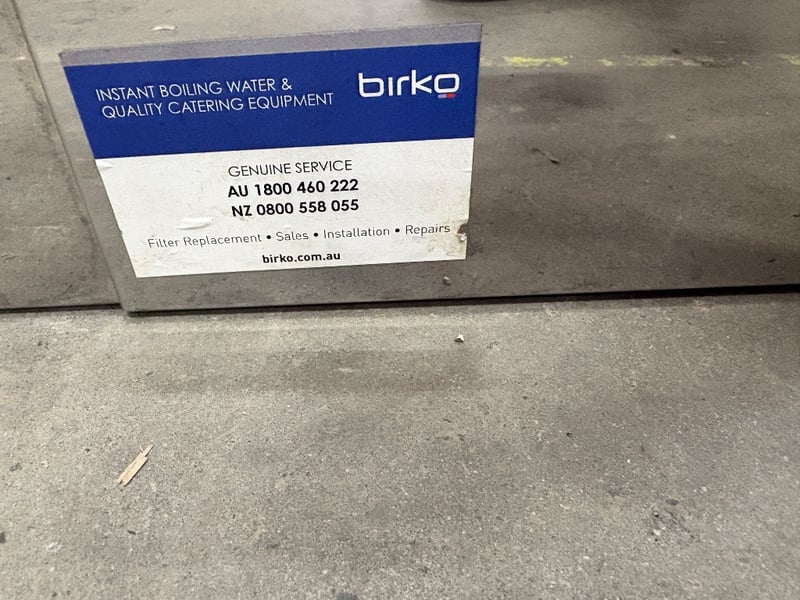 INSTANT BOILING WATER &
QUALITY CATERING EQUIPMENT
birko
GENUINE SERVICE
AU 1800 460 222
NZ 0800 558 055
Filter Replacement • Sales • Installation • Repairs
birko.com.au